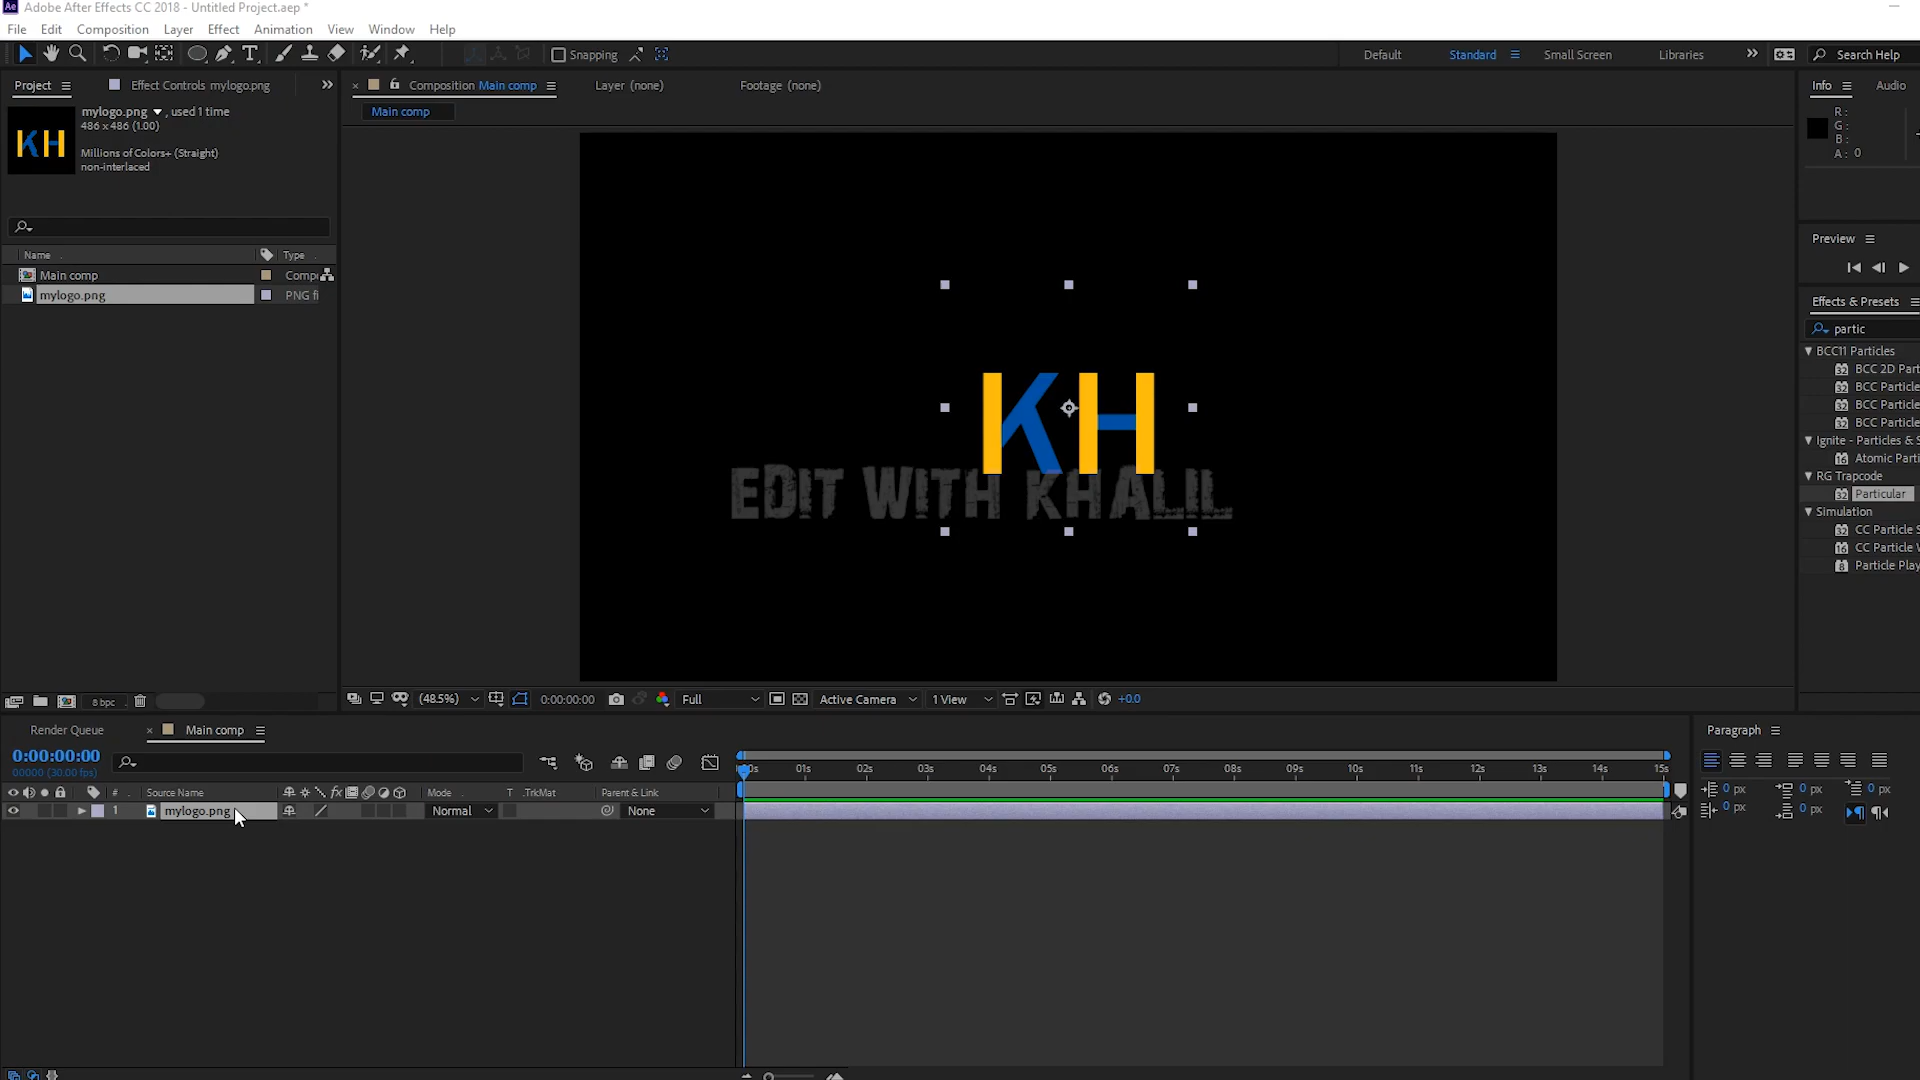 Ae Adobe After Effects CC 2018 - Untitled Project.aep *
File Edit Composition Layer Effect Animation View Window Help
Snapping Default Standard Small Screen Libraries Search Help
Project Effect Controls mylogo.png Composition Main comp Layer (none) Footage (none) Info Audio
mylogo.png , used 1 time
486 x 486 (1.00)
Millions of Colors+ (Straight)
non-interlaced
Main comp
R :
G :
B :
A : 0
Preview
Name Type
Main comp
mylogo.png PNG fi
KH
EDIT WITH KHALIL
Effects & Presets
partic
BCC11 Particles
BCC 2D Part
BCC Particle
BCC Particle
BCC Particle
Ignite - Particles & S
Atomic Parti
RG Trapcode
Particular
Simulation
CC Particle S
CC Particle W
Particle Play
8 bpc (48.5%) 0:00:00:00 Full Active Camera 1 View +0.0
Render Queue Main comp Paragraph
0:00:00:00
00000 (30.00 fps)
01s 02s 03s 04s 05s 06s 07s 08s 09s 10s 11s 12s 13s 14s 15s
# Source Name Mode T .TrkMat Parent & Link
1 mylogo.png Normal None
0 px 0 px 0 px
0 px 0 px